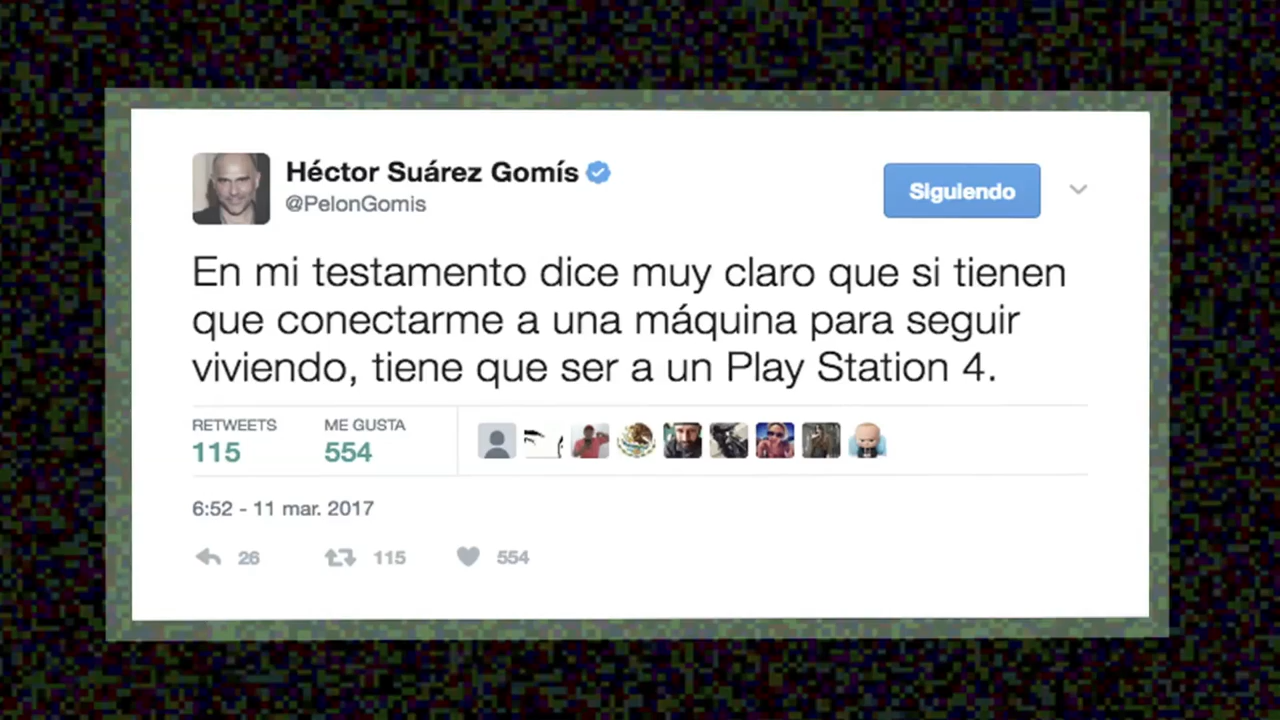 Héctor Suárez Gomís
@PelonGomis
Siguiendo
En mi testamento dice muy claro que si tienen
que conectarme a una máquina para seguir
viviendo, tiene que ser a un Play Station 4.
RETWEETS ME GUSTA
115 554
6:52 - 11 mar. 2017
26 115 554